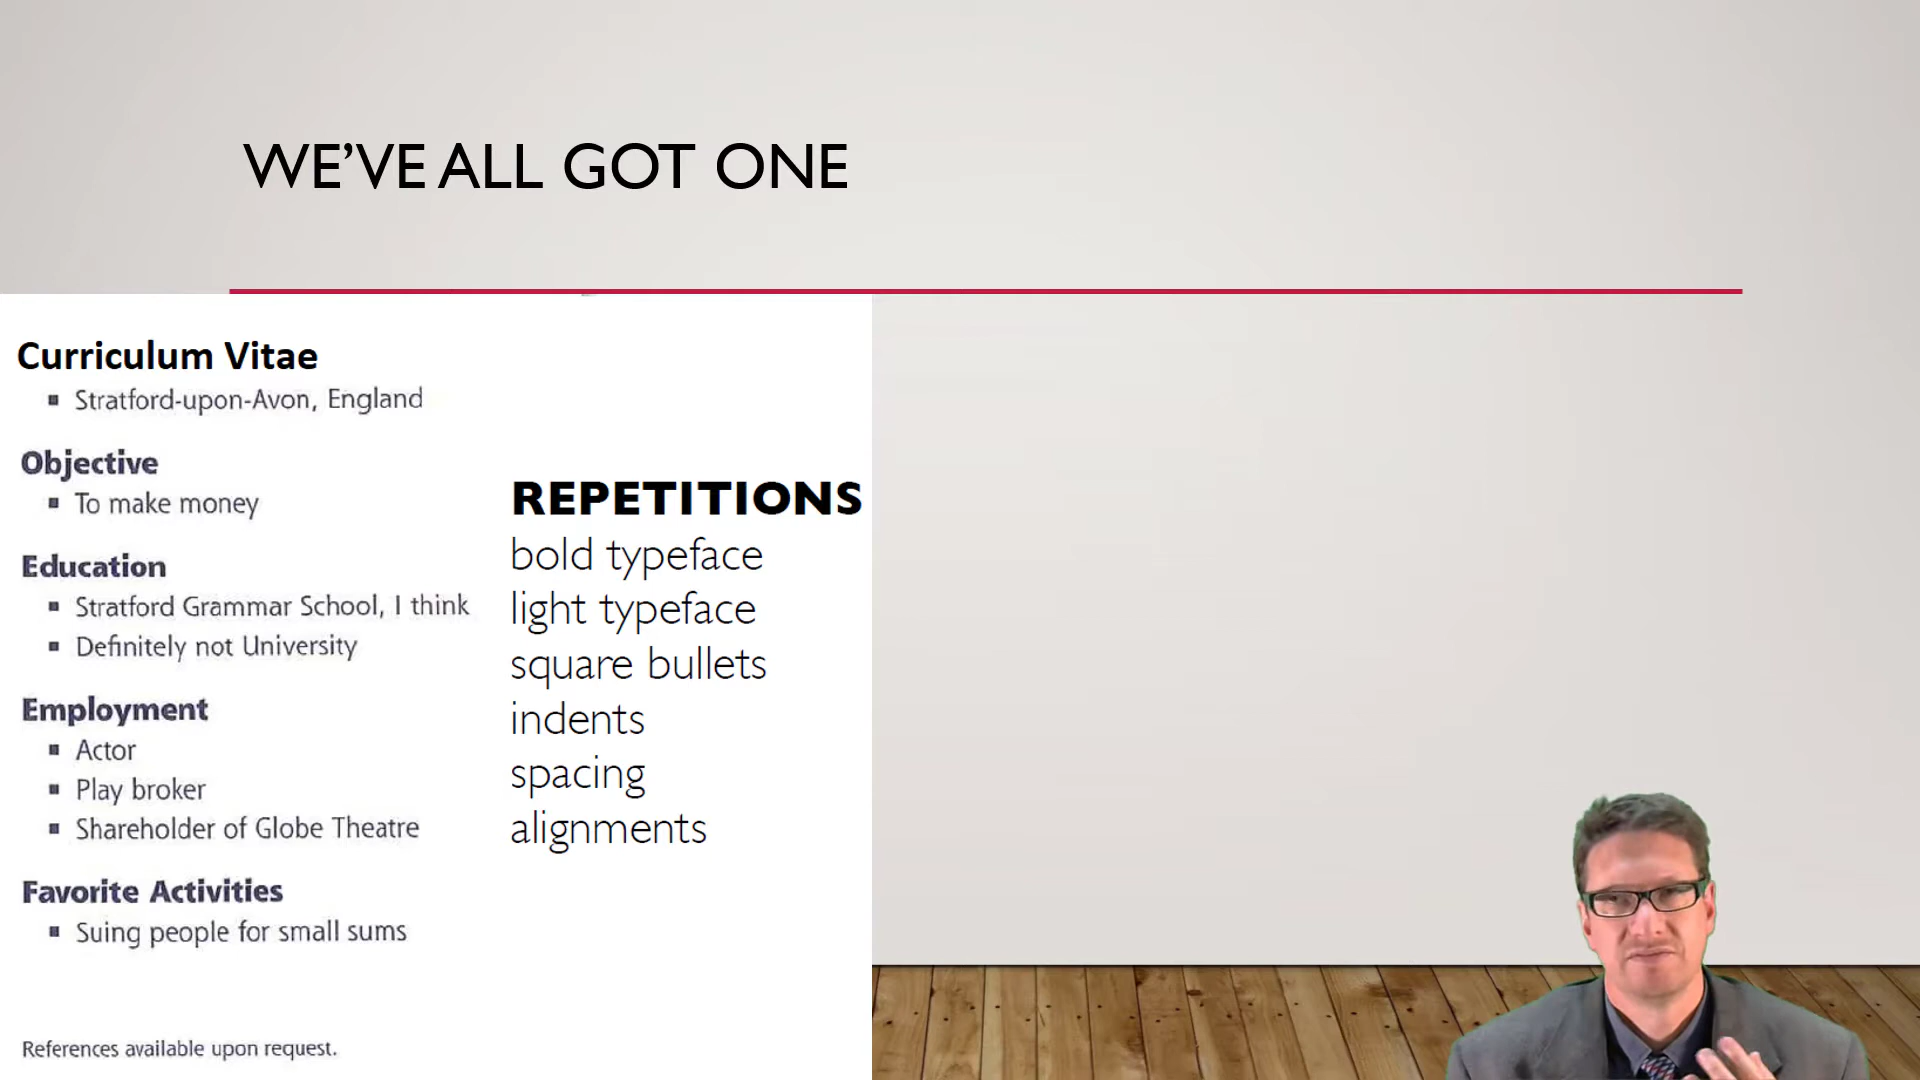 WE’VE ALL GOT ONE
Curriculum Vitae
▪ Stratford-upon-Avon, England
Objective
▪ To make money
Education
▪ Stratford Grammar School, I think
▪ Definitely not University
Employment
▪ Actor
▪ Play broker
▪ Shareholder of Globe Theatre
Favorite Activities
▪ Suing people for small sums
References available upon request.
REPETITIONS
bold typeface
light typeface
square bullets
indents
spacing
alignments